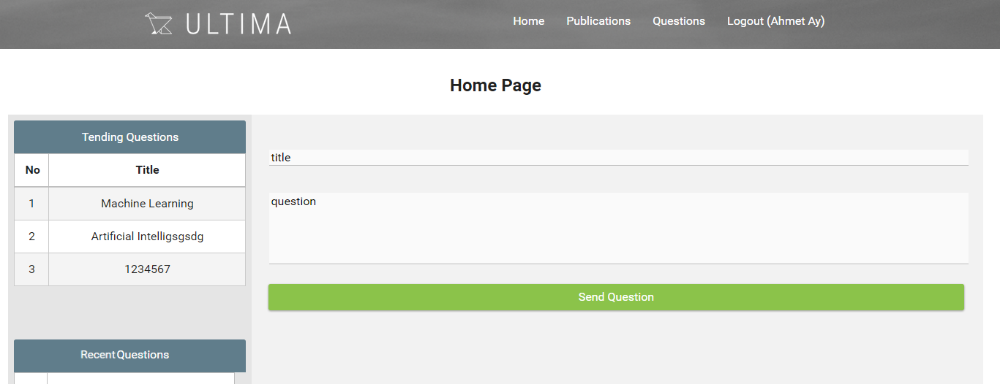 ULTIMA
Home Publications Questions Logout (Ahmet Ay)
Home Page
Tending Questions
No Title
1 Machine Learning
2 Artificial Intelligsgsdg
3 1234567
Recent Questions
title
question
Send Question